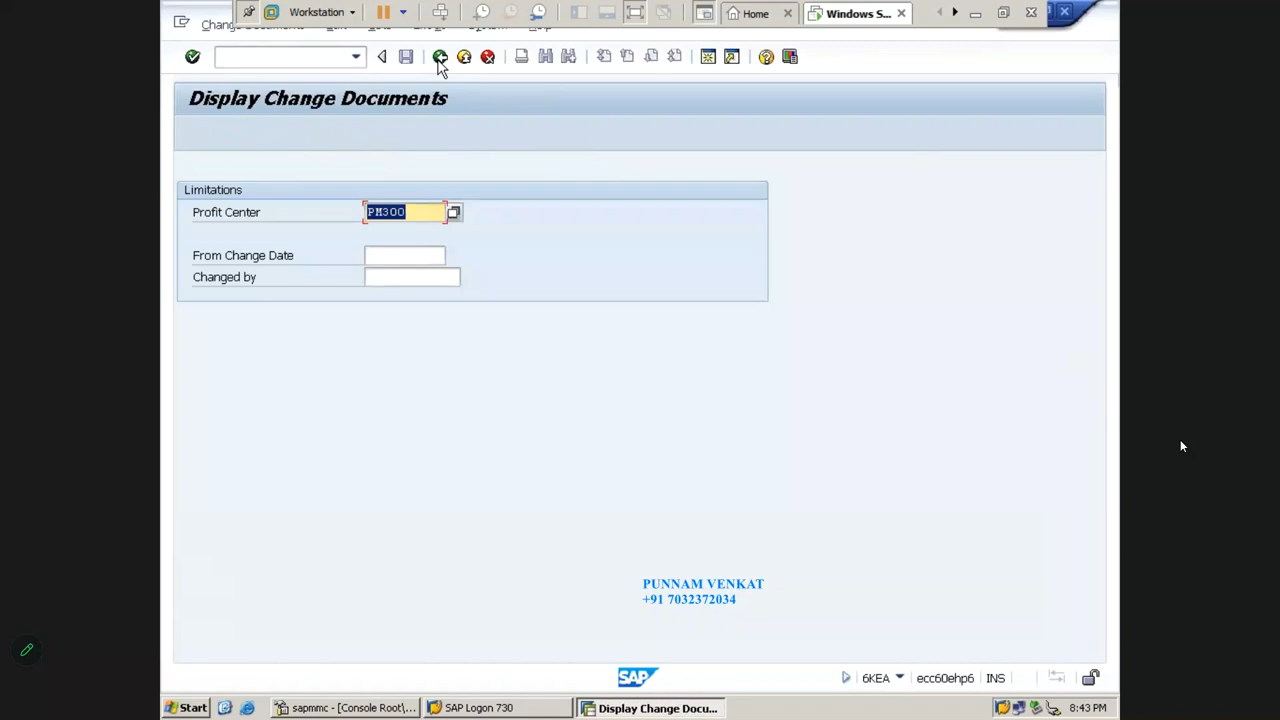 Workstation
Home
Windows S...
Display Change Documents
Limitations
Profit Center
PM300
From Change Date
Changed by
PUNNAM VENKAT
+91 7032372034
SAP
6KEA
ecc60ehp6
INS
Start
sapmmc - [Console Root\...
SAP Logon 730
Display Change Docu...
8:43 PM